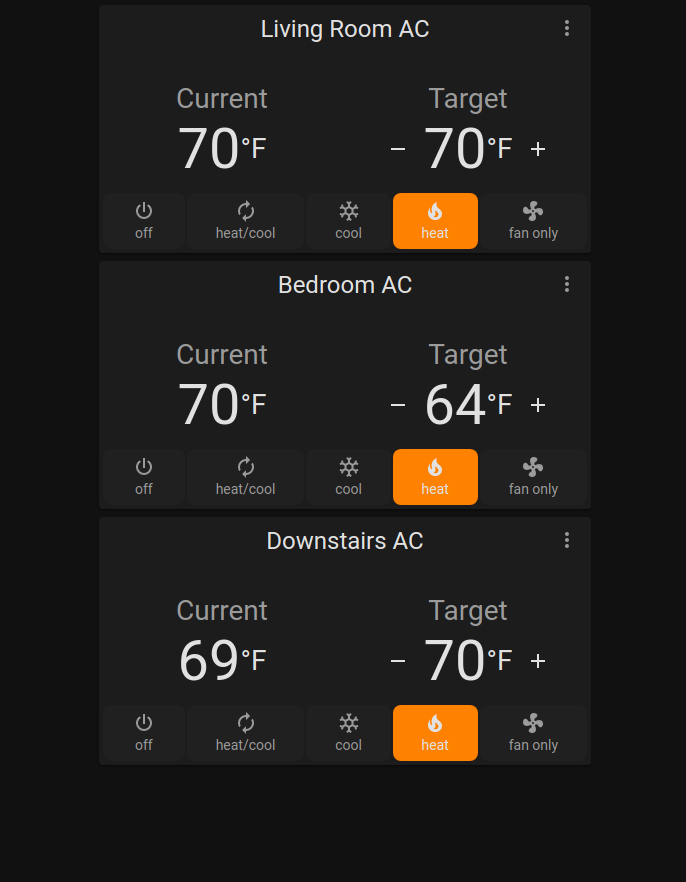 Living Room AC
Current Target
70°F − 70°F +
off heat/cool cool heat fan only
Bedroom AC
Current Target
70°F − 64°F +
off heat/cool cool heat fan only
Downstairs AC
Current Target
69°F − 70°F +
off heat/cool cool heat fan only